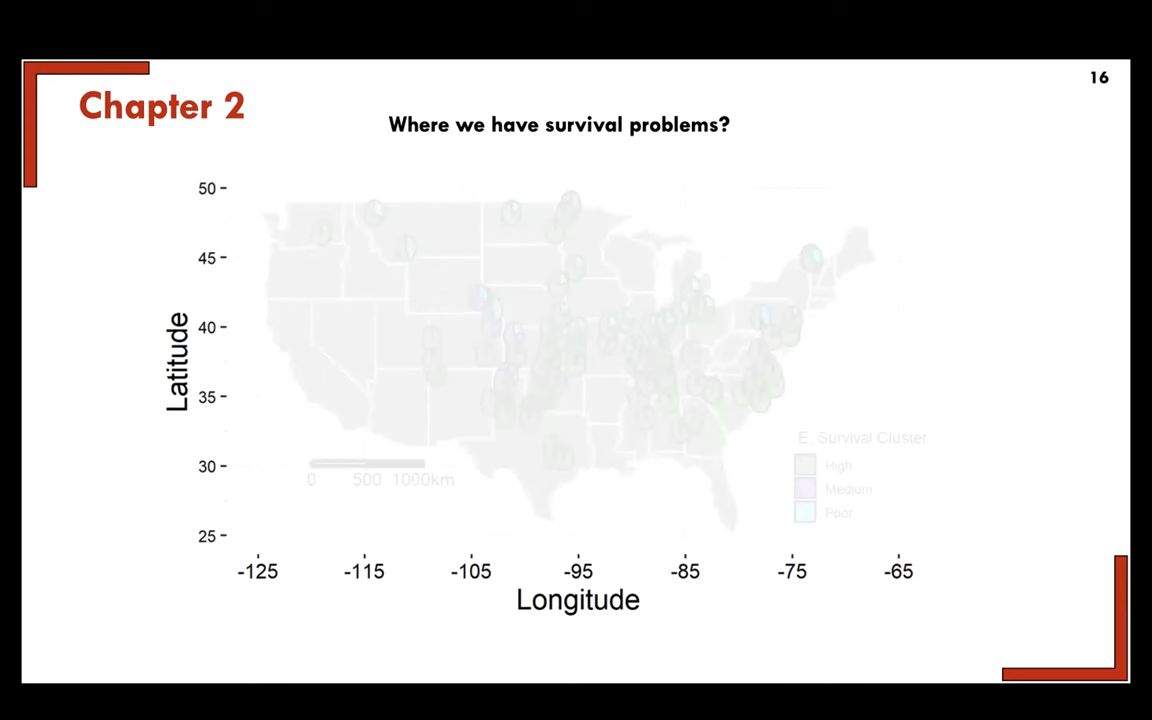 16
Chapter 2
Where we have survival problems?
50
45
40
35
30
25
Latitude
E. Survival Cluster
High
Medium
Poor
0 500 1000km
-125 -115 -105 -95 -85 -75 -65
Longitude